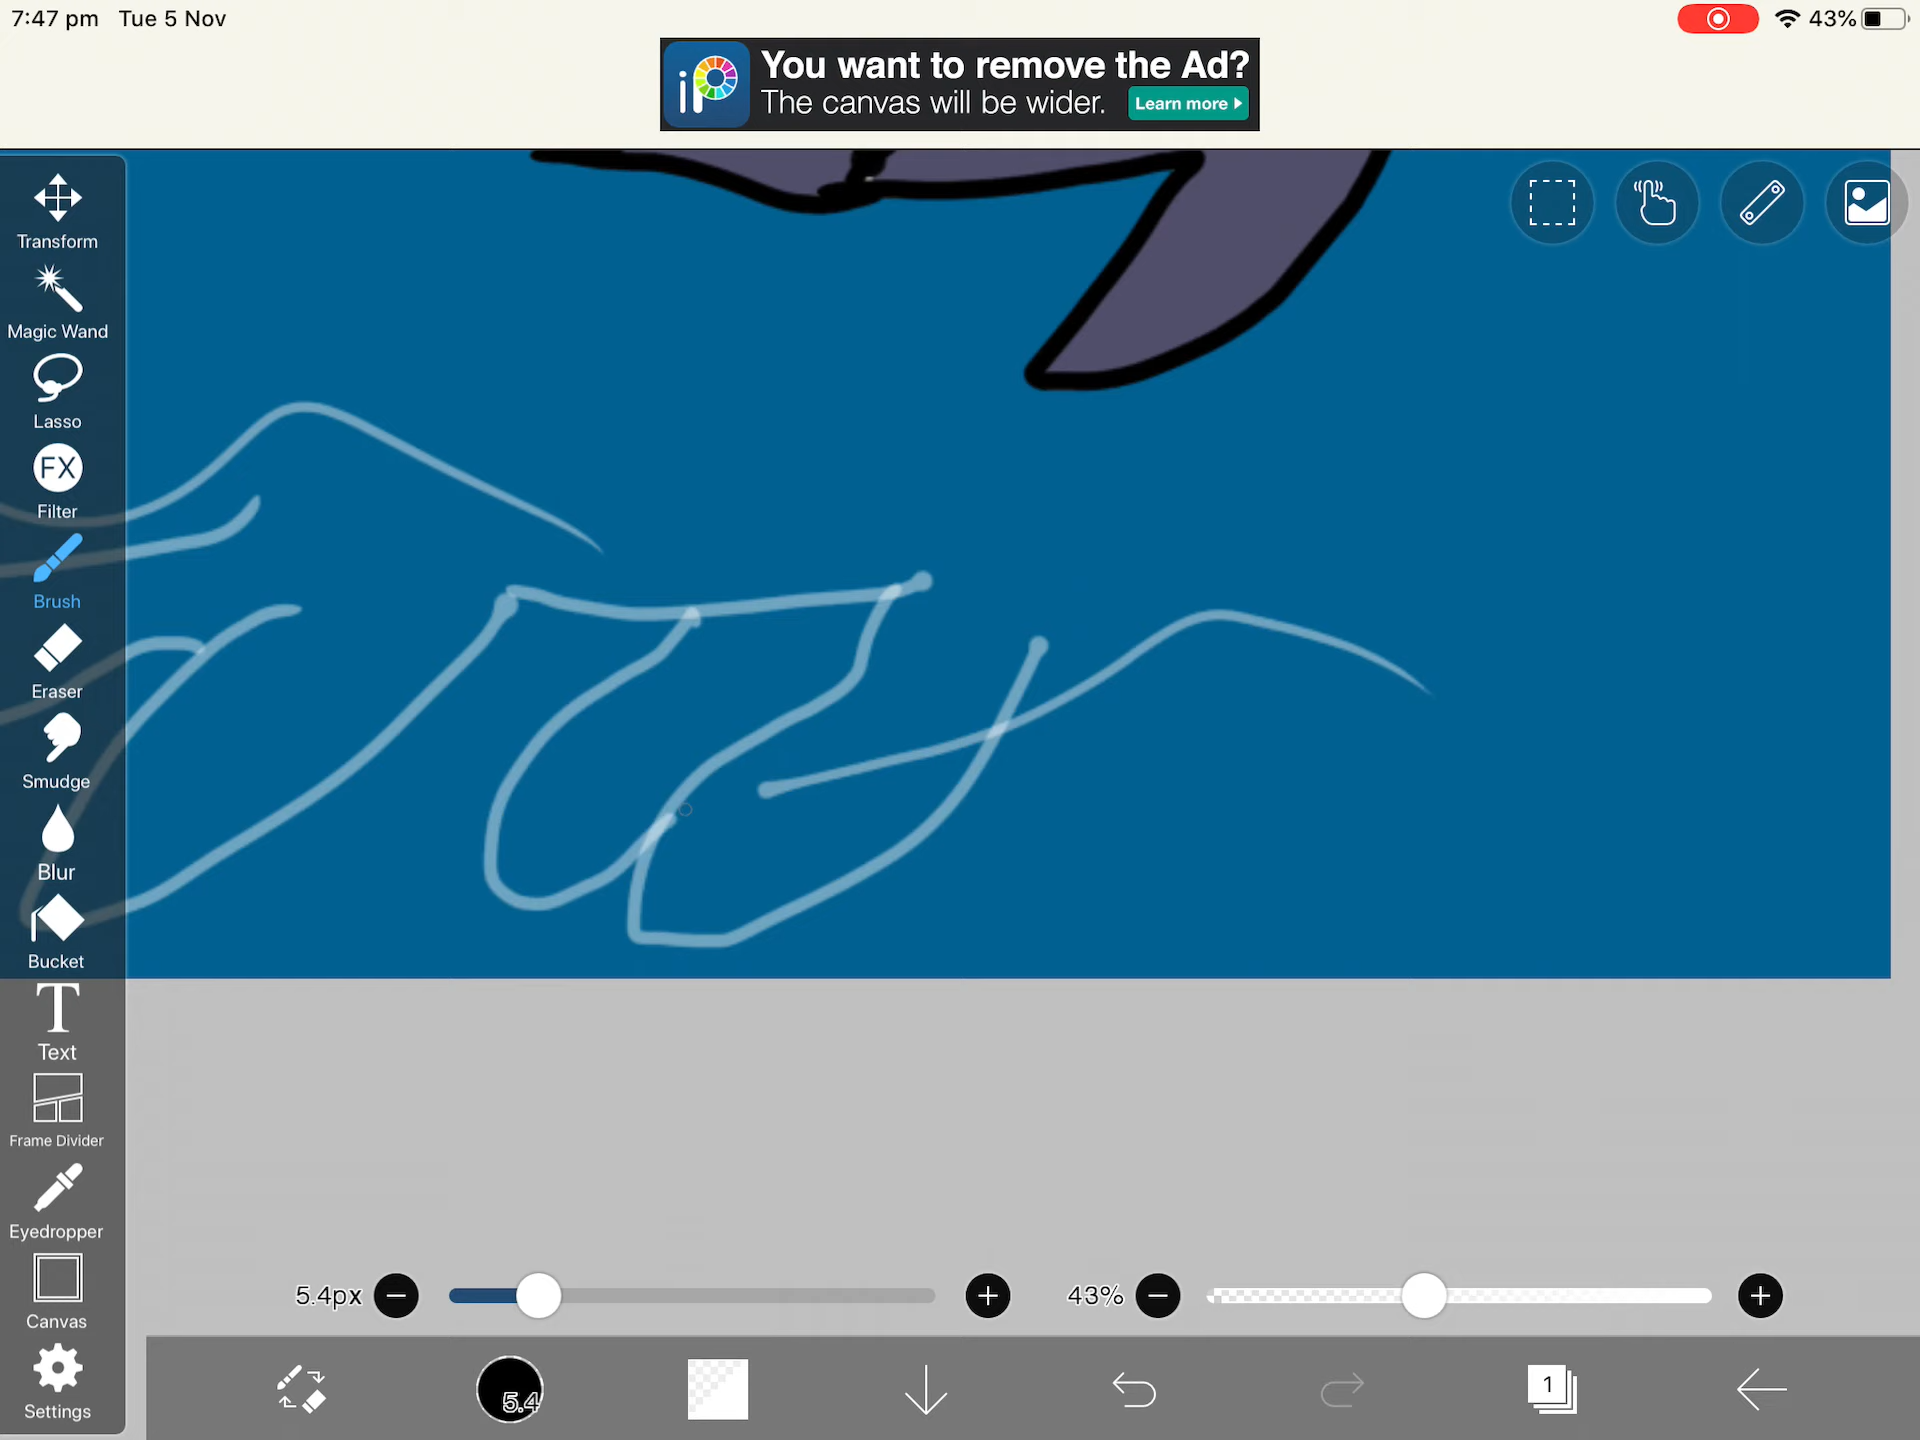 7:47 pm Tue 5 Nov
43%
iP
You want to remove the Ad?
The canvas will be wider.
Learn more
Transform
Magic Wand
Lasso
FX
Filter
Brush
Eraser
Smudge
Blur
Bucket
T
Text
Frame Divider
Eyedropper
Canvas
Settings
5.4px
43%
5.4
1